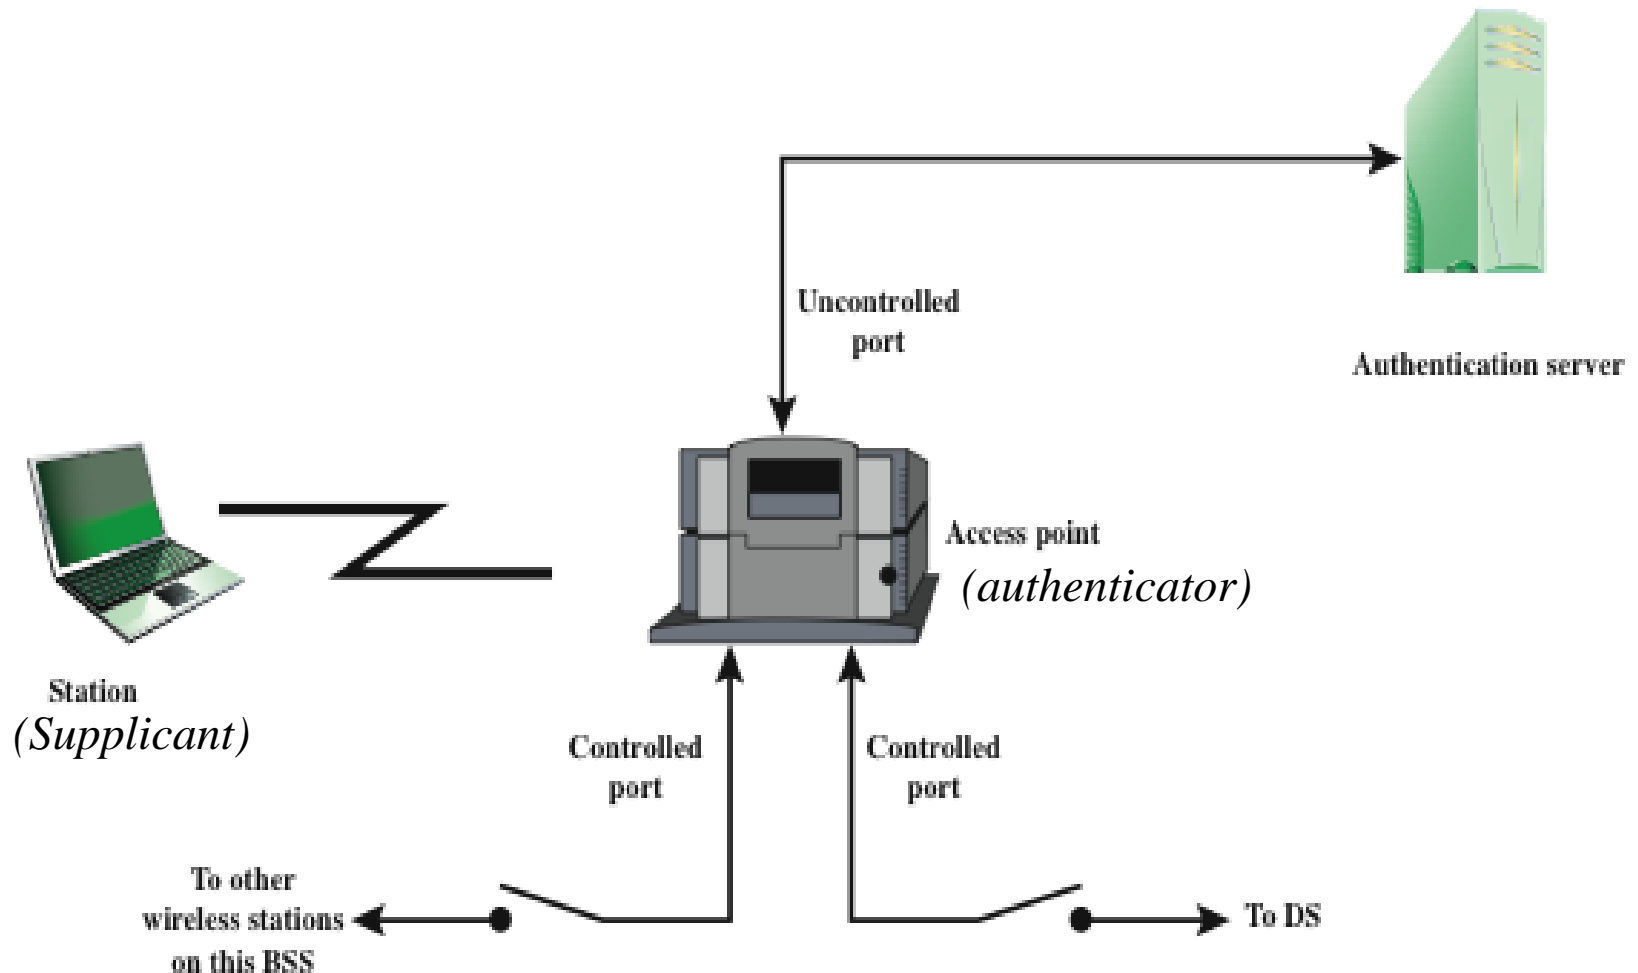 Uncontrolled
port
Authentication server
Access point
(authenticator)
Station
(Supplicant)
Controlled
port
Controlled
port
To other
wireless stations
on this BSS
To DS